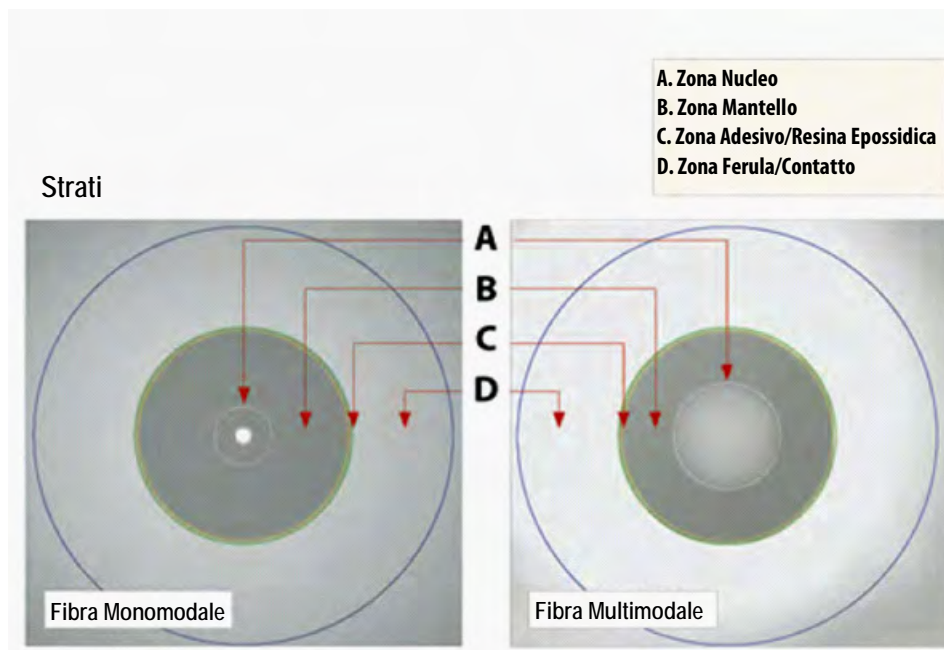 A. Zona Nucleo
B. Zona Mantello
C. Zona Adesivo/Resina Epossidica
D. Zona Ferula/Contatto
Strati
A
B
C
D
Fibra Monomodale
Fibra Multimodale